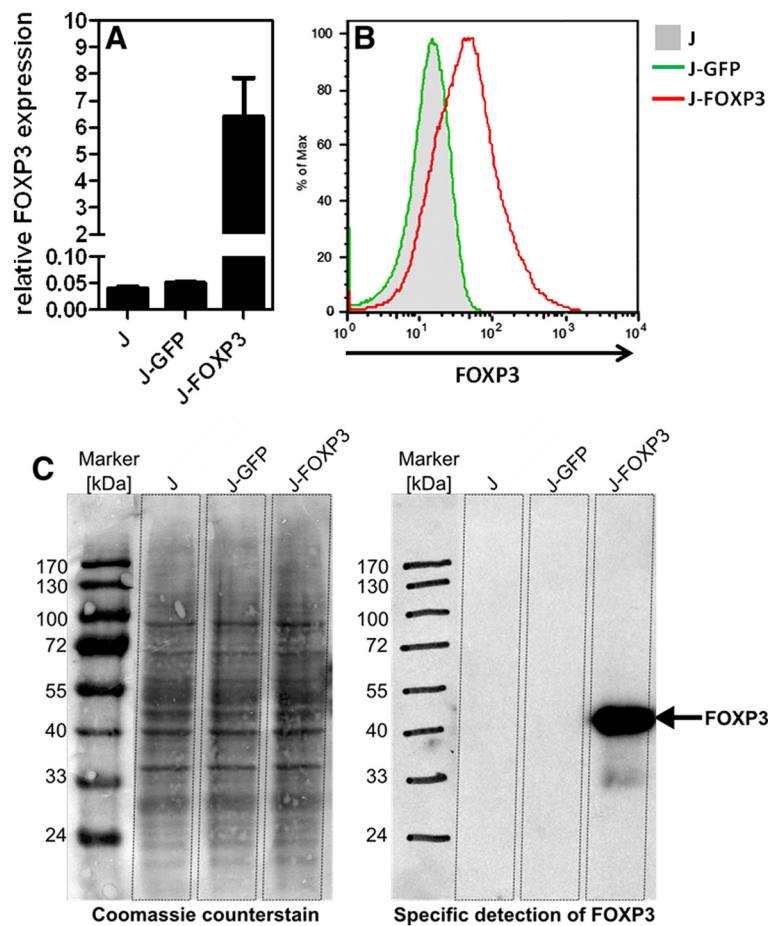 A
relative FOXP3 expression
10
9
8
7
6
5
4
3
2
0.10
0.05
0.00
J
J-GFP
J-FOXP3
B
% of Max
100
80
60
40
20
0
10^0
10^1
10^2
10^3
10^4
FOXP3
J
J-GFP
J-FOXP3
C
Marker
[kDa]
J
J-GFP
J-FOXP3
170
130
100
72
55
40
33
24
Coomassie counterstain
Marker
[kDa]
J
J-GFP
J-FOXP3
170
130
100
72
55
40
33
24
FOXP3
Specific detection of FOXP3